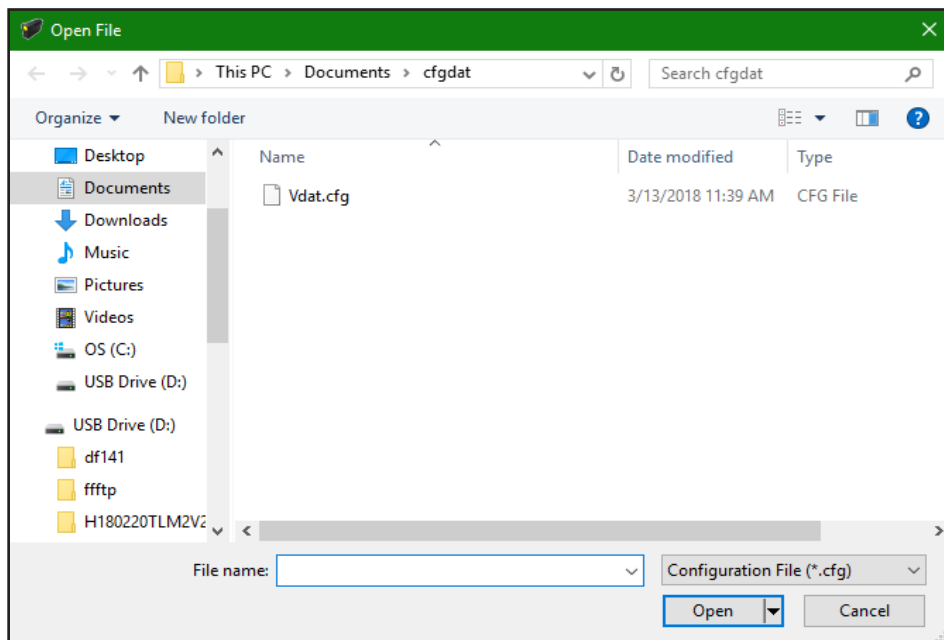 Open File
This PC > Documents > cfgdat
Search cfgdat
Organize
New folder
Desktop
Documents
Downloads
Music
Pictures
Videos
OS (C:)
USB Drive (D:)
USB Drive (D:)
df141
ffftp
H180220TLM2V2
Name Date modified Type
Vdat.cfg 3/13/2018 11:39 AM CFG File
File name:
Configuration File (*.cfg)
Open
Cancel